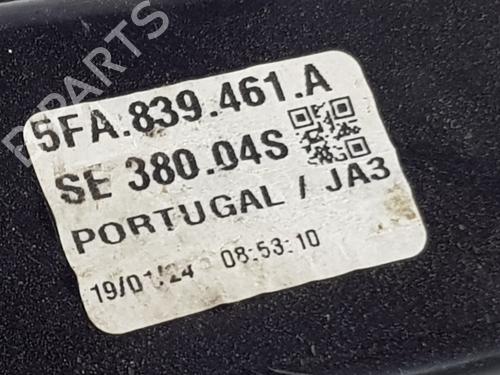 5FA.839.461.A
SE 380.04S
PORTUGAL / JA3
19/01/24 08:53:10